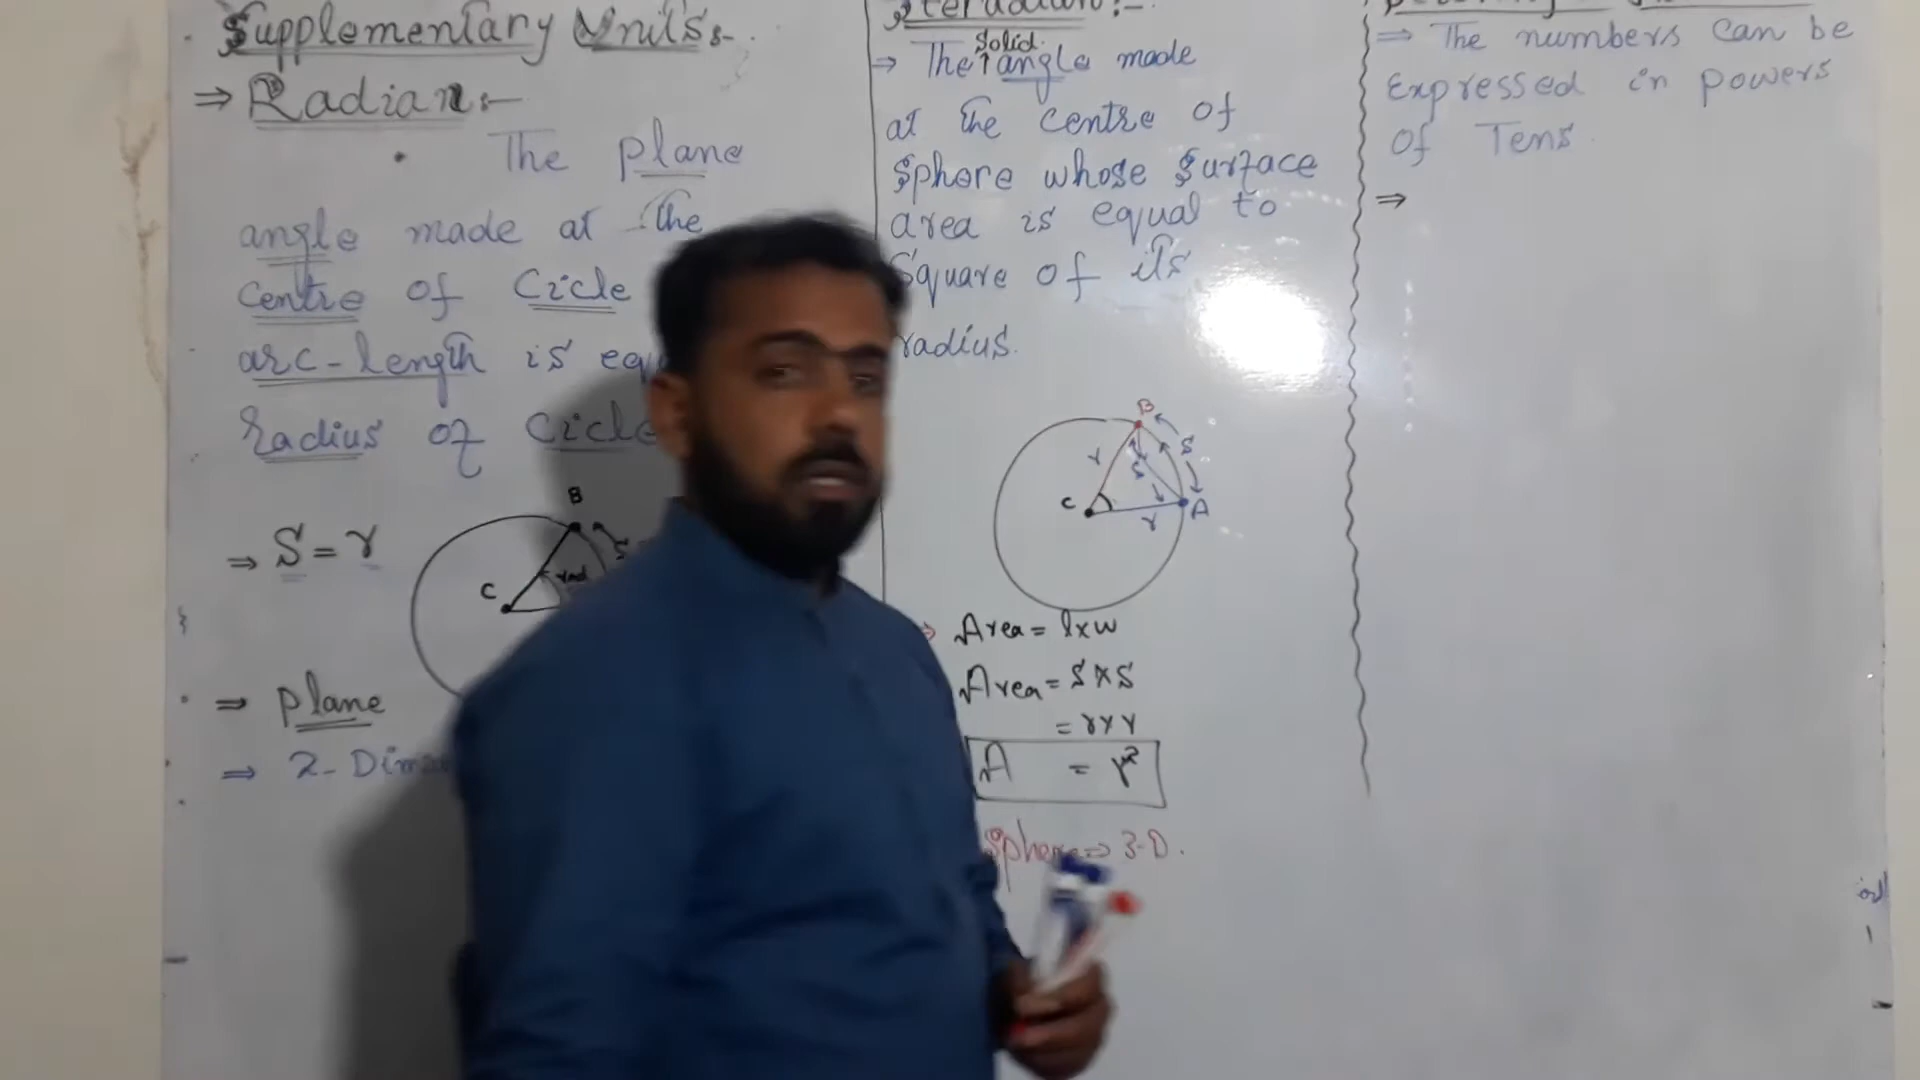 Supplementary Units:-
⇒ Radian:-
The plane
angle made at the
Centre of Cicle
arc-length is
Radius of Cicle
⇒ S = r
B
S
C
rad
⇒ plane
⇒ 2-
Steradian:-
Solid
⇒ The angle made
at the centre of
Sphere whose Surface
area is equal to
Square of its
radius.
B
S
r
S
C
A
r
⇒ Area = l×w
Area = S×S
= r×r
A = r²
Sphere ⇒ 3-D.
⇒ The numbers can be
Expressed in powers
of Tens
⇒